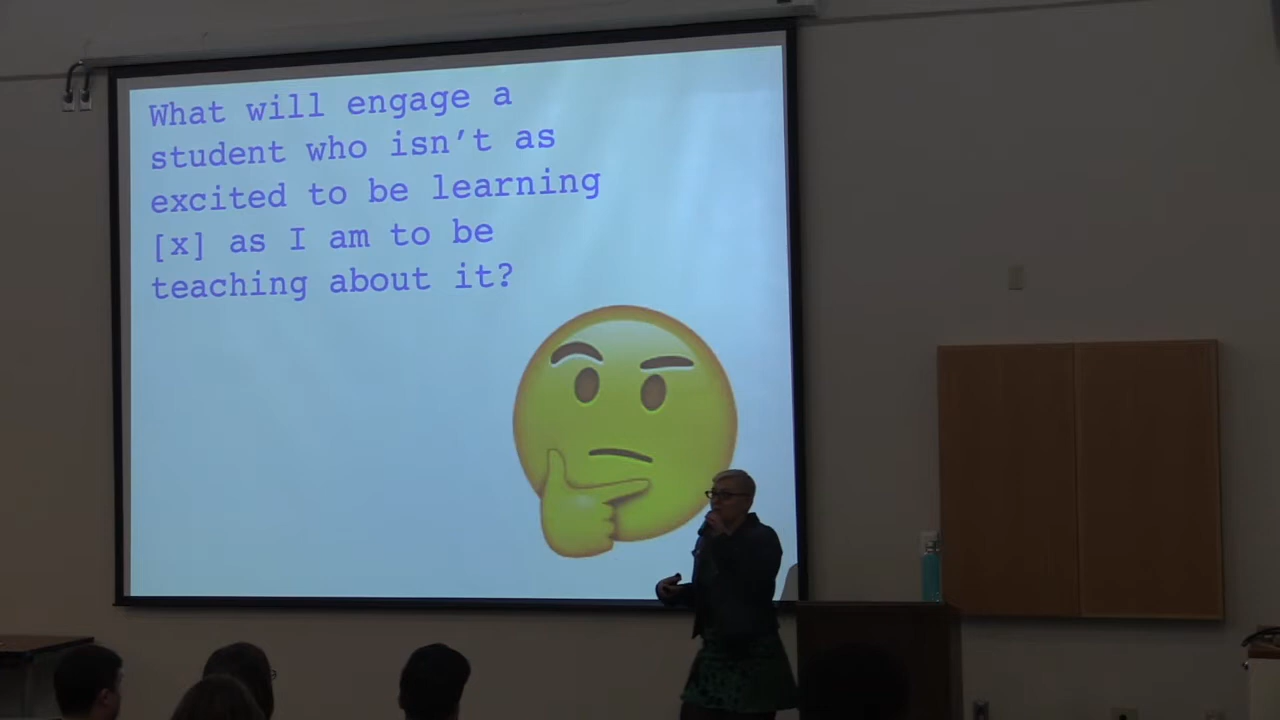 What will engage a
student who isn’t as
excited to be learning
[x] as I am to be
teaching about it?